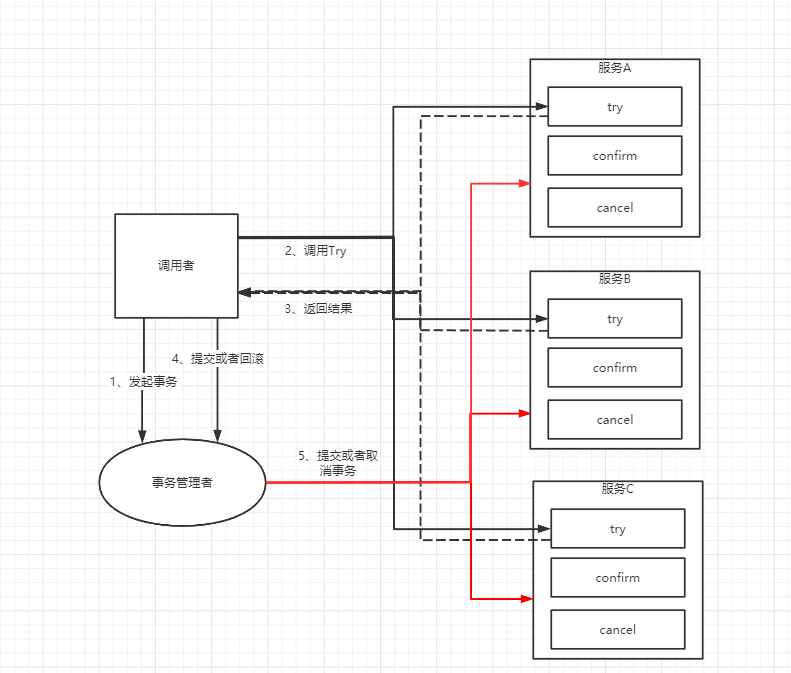 服务A
try
confirm
cancel
调用者
2、调用Try
3、返回结果
服务B
try
confirm
cancel
4、提交或者回滚
1、发起事务
事务管理者
5、提交或者取
消事务
服务C
try
confirm
cancel